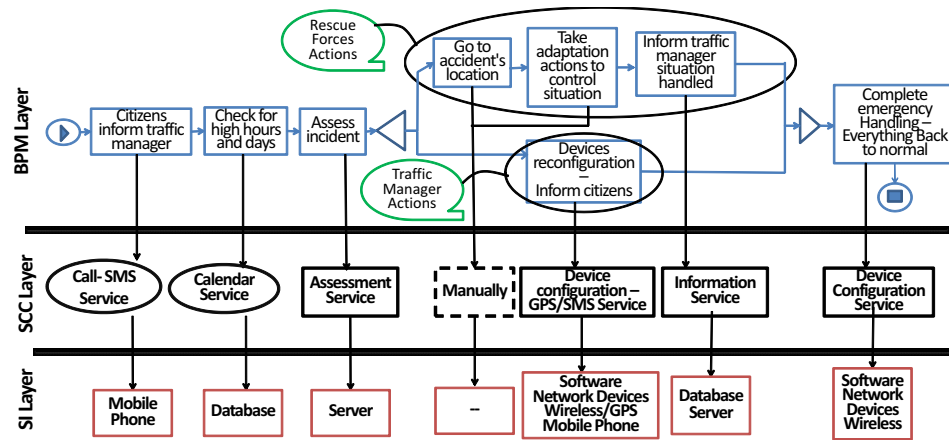 BPM Layer
Rescue
Forces
Actions
Go to
accident's
location
Take
adaptation
actions to
control
situation
Inform traffic
manager
situation
handled
Citizens
inform traffic
manager
Check for
high hours
and days
Assess
incident
Complete
emergency
Handling –
Everything Back
to normal
Devices
reconfiguration
–
Inform citizens
Traffic
Manager
Actions
SCC Layer
Call- SMS
Service
Calendar
Service
Assessment
Service
Manually
Device
configuration –
GPS/SMS Service
Information
Service
Device
Configuration
Service
SI Layer
Mobile
Phone
Database
Server
--
Software
Network Devices
Wireless/GPS
Mobile Phone
Database
Server
Software
Network
Devices
Wireless